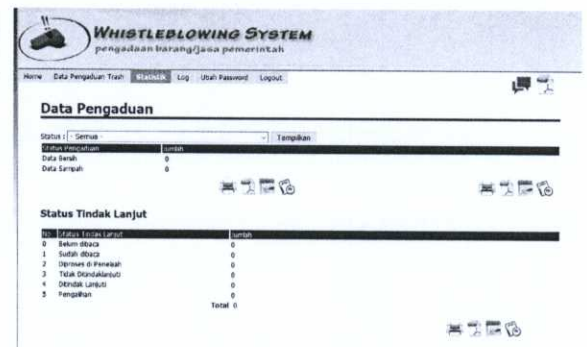 WHISTLEBLOWING SYSTEM
pengadaan barang/jasa pemerintah
Home Data Pengaduan Trash Statistik Log Ubah Password Logout
Data Pengaduan
Status : - Semua - Tampilkan
Status Pengaduan Jumlah
Data Bersih 0
Data Sampah 0
Status Tindak Lanjut
No Status Tindak Lanjut Jumlah
0 Belum dibaca 0
1 Sudah dibaca 0
2 Diproses di Penelaah 0
3 Tidak Ditindaklanjuti 0
4 Ditindak Lanjuti 0
5 Pengalihan 0
Total 0